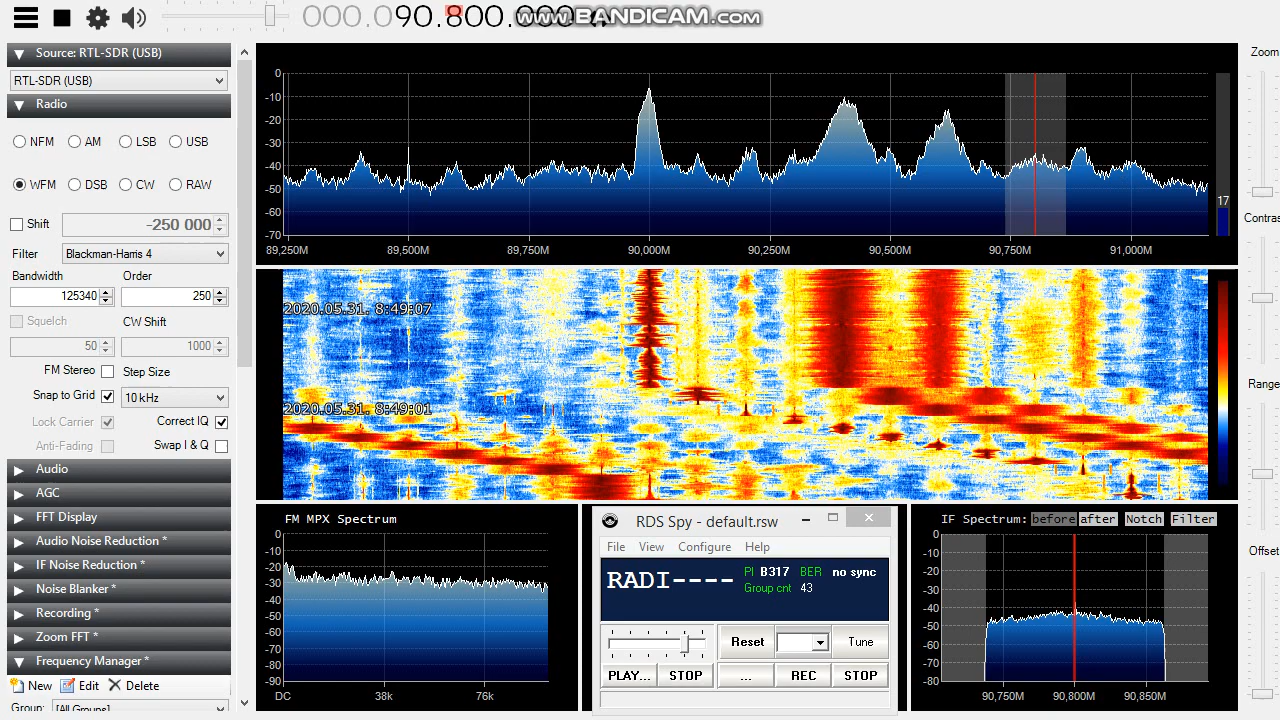 000.090.800.000
www.BANDICAM.com
Source: RTL-SDR (USB)
RTL-SDR (USB)
Radio
NFM AM LSB USB
WFM DSB CW RAW
Shift -250 000
Filter Blackman-Harris 4
Bandwidth Order
125340 250
Squelch CW Shift
50 1000
FM Stereo Step Size
Snap to Grid 10 kHz
Lock Carrier Correct IQ
Anti-Fading Swap I & Q
Audio
AGC
FFT Display
Audio Noise Reduction *
IF Noise Reduction *
Noise Blanker *
Recording *
Zoom FFT *
Frequency Manager *
New Edit Delete
Group: [All Groups]
0
-10
-20
-30
-40
-50
-60
-70
89,250M 89,500M 89,750M 90,000M 90,250M 90,500M 90,750M 91,000M
17
Zoom
Contras
Range
Offset
2020.05.31. 8:49:07
2020.05.31. 8:49:01
FM MPX Spectrum
0
-10
-20
-30
-40
-50
-60
-70
-80
-90
DC 38k 76k
RDS Spy - default.rsw
File View Configure Help
RADI---- PI B317 BER no sync
Group cnt 43
Reset Tune
PLAY... STOP ... REC STOP
IF Spectrum: before after Notch Filter
0
-10
-20
-30
-40
-50
-60
-70
-80
90,750M 90,800M 90,850M